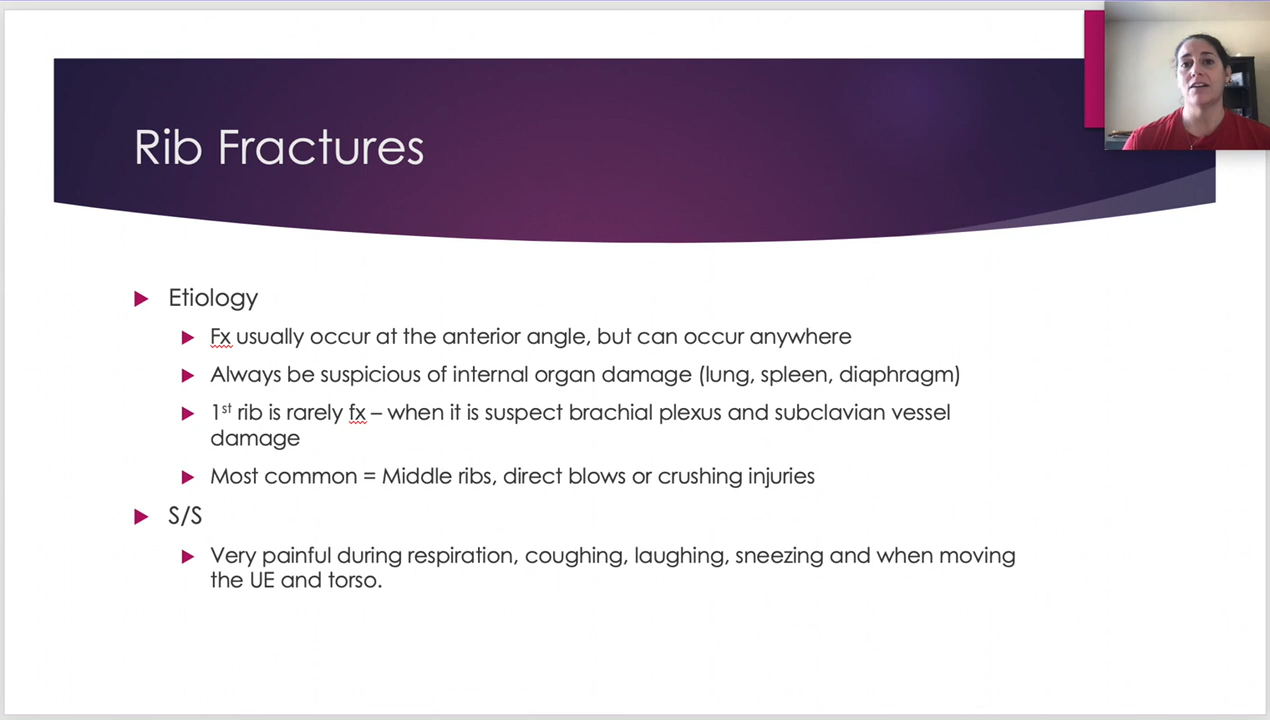 Rib Fractures
Etiology
Fx usually occur at the anterior angle, but can occur anywhere
Always be suspicious of internal organ damage (lung, spleen, diaphragm)
1st rib is rarely fx – when it is suspect brachial plexus and subclavian vessel
damage
Most common = Middle ribs, direct blows or crushing injuries
S/S
Very painful during respiration, coughing, laughing, sneezing and when moving
the UE and torso.